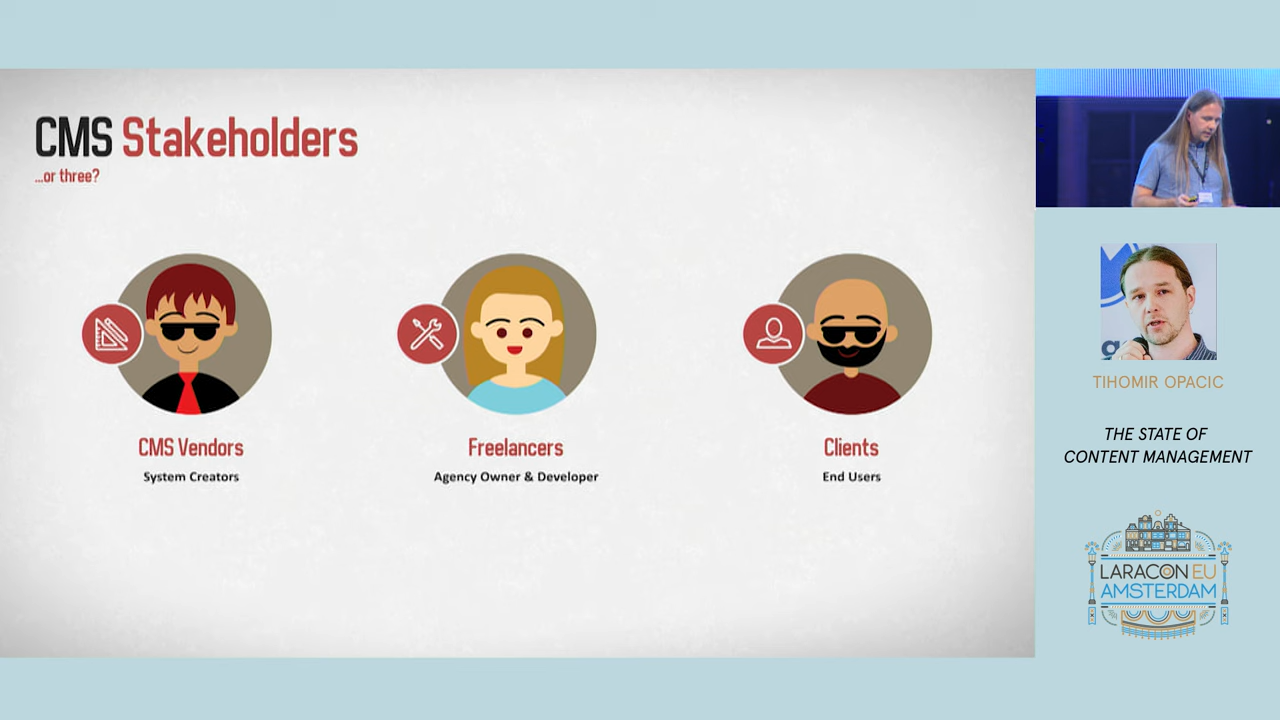 CMS Stakeholders
...or three?
CMS Vendors
System Creators
Freelancers
Agency Owner & Developer
Clients
End Users
TIHOMIR OPACIC
THE STATE OF
CONTENT MANAGEMENT
LARACON EU
AMSTERDAM